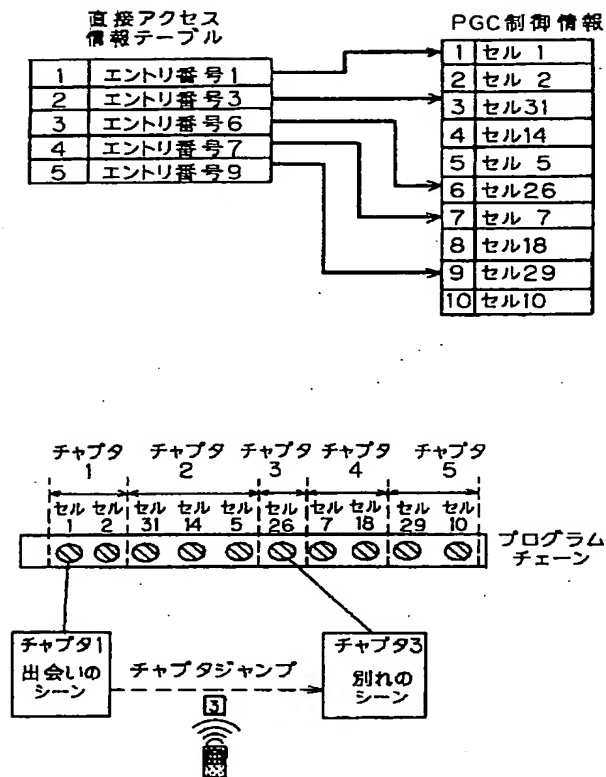 直接アクセス
情報テーブル
1 エントリ番号1
2 エントリ番号3
3 エントリ番号6
4 エントリ番号7
5 エントリ番号9
PGC制御情報
1 セル 1
2 セル 2
3 セル31
4 セル14
5 セル 5
6 セル26
7 セル 7
8 セル18
9 セル29
10 セル10
チャプタ チャプタ チャプタ チャプタ チャプタ
1 2 3 4 5
セル セル セル セル セル セル セル セル セル セル
1 2 31 14 5 26 7 18 29 10
プログラム
チェーン
チャプタ1
出会いの
シーン
チャプタジャンプ
3
チャプタ3
別れの
シーン